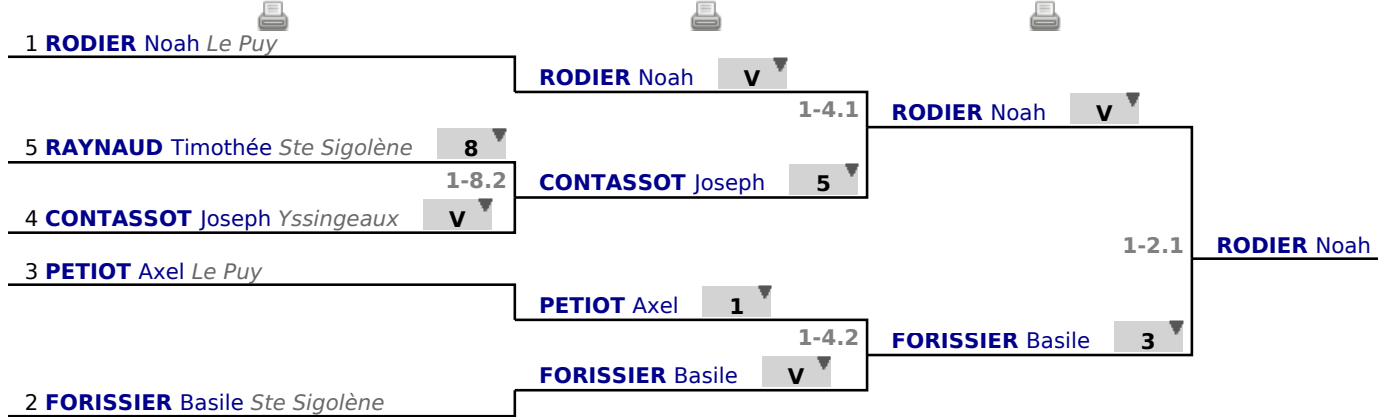 1 RODIER Noah Le Puy
RODIER Noah V
1-4.1
RODIER Noah V
5 RAYNAUD Timothée Ste Sigolène 8
1-8.2
CONTASSOT Joseph 5
4 CONTASSOT Joseph Yssingeaux V
1-2.1
RODIER Noah
3 PETIOT Axel Le Puy
PETIOT Axel 1
1-4.2
FORISSIER Basile 3
FORISSIER Basile V
2 FORISSIER Basile Ste Sigolène